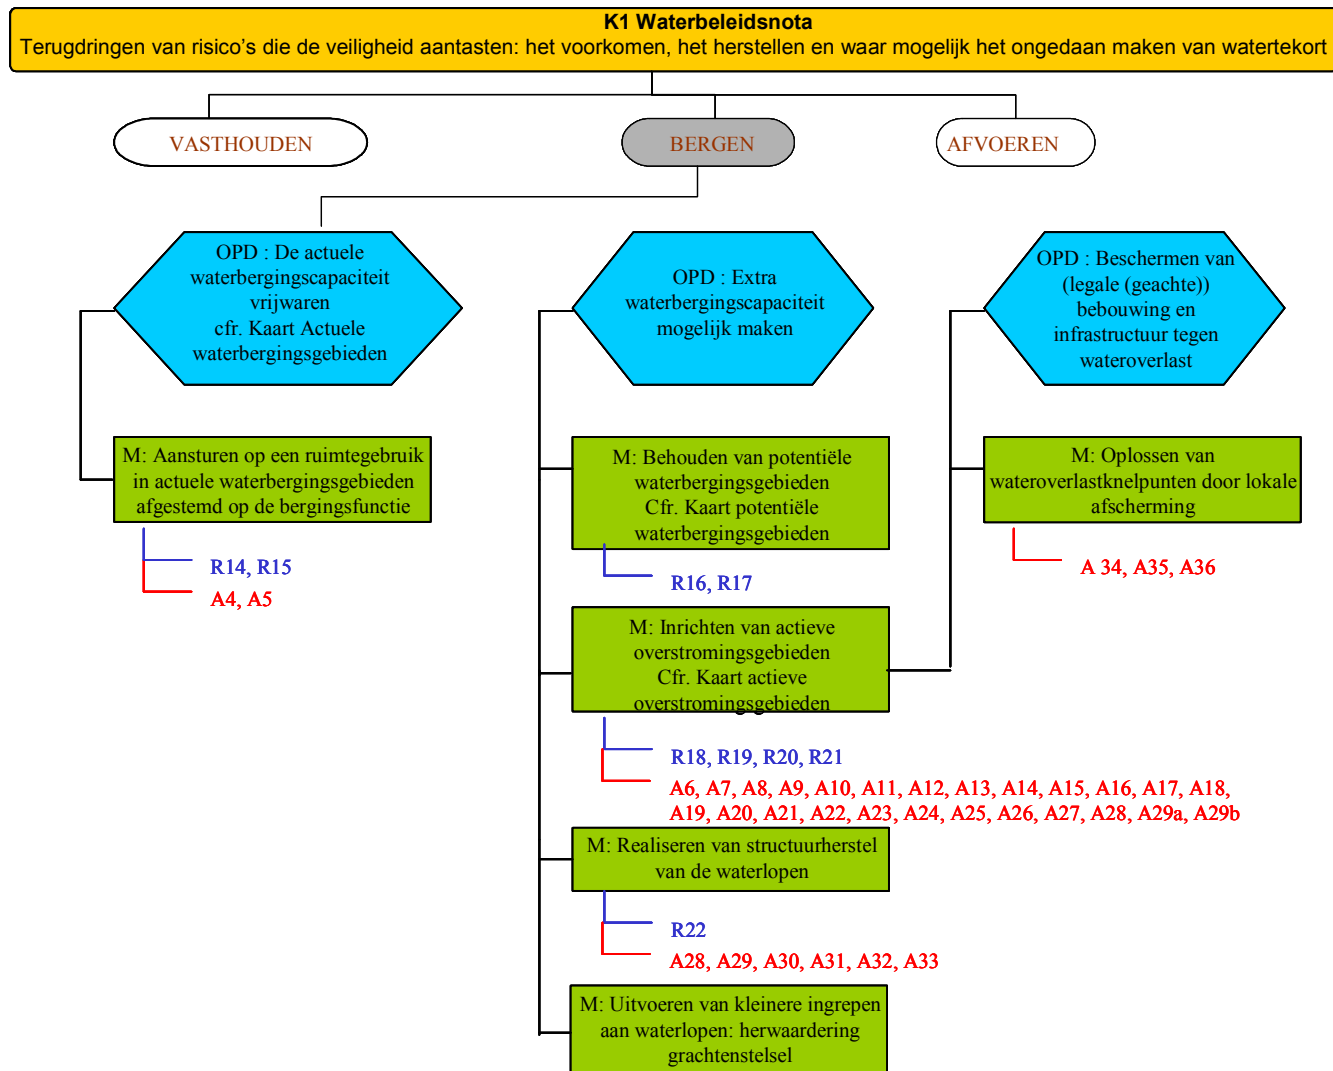 K1 Waterbeleidsnota
Terugdringen van risico's die de veiligheid aantasten: het voorkomen, het herstellen en waar mogelijk het ongedaan maken van watertekort
VASTHOUDEN
BERGEN
AFVOEREN
OPD : De actuele
waterbergingscapaciteit
vrijwaren
cfr. Kaart Actuele
waterbergingsgebieden
OPD : Extra
waterbergingscapaciteit
mogelijk maken
OPD : Beschermen van
(legale (geachte))
bebouwing en
infrastructuur tegen
wateroverlast
M: Aansturen op een ruimtegebruik
in actuele waterbergingsgebieden
afgestemd op de bergingsfunctie
R14, R15
A4, A5
M: Behouden van potentiële
waterbergingsgebieden
Cfr. Kaart potentiële
waterbergingsgebieden
R16, R17
M: Oplossen van
wateroverlastknelpunten door lokale
afscherming
A 34, A35, A36
M: Inrichten van actieve
overstromingsgebieden
Cfr. Kaart actieve
overstromingsgebieden
R18, R19, R20, R21
A6, A7, A8, A9, A10, A11, A12, A13, A14, A15, A16, A17, A18,
A19, A20, A21, A22, A23, A24, A25, A26, A27, A28, A29a, A29b
M: Realiseren van structuurherstel
van de waterlopen
R22
A28, A29, A30, A31, A32, A33
M: Uitvoeren van kleinere ingrepen
aan waterlopen: herwaardering
grachtenstelsel